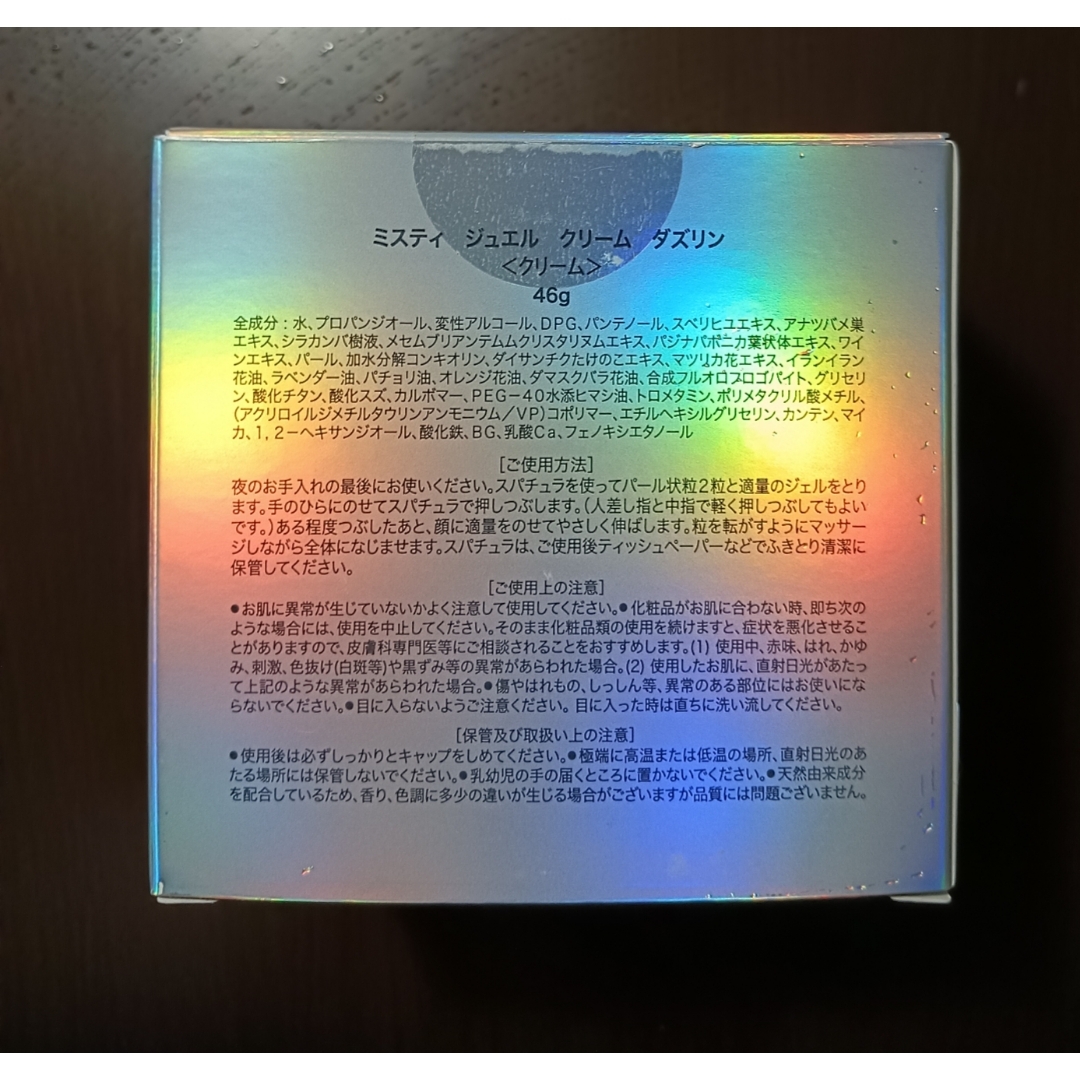 ミスティ　ジュエル　クリーム　ダズリン
＜クリーム＞
46g
全成分：水、プロパンジオール、変性アルコール、DPG、パンテノール、スベリヒユエキス、アナツバメ巣
エキス、シラカンバ樹液、メセムブリアンテムムクリスタリヌムエキス、パジナパボニカ葉状体エキス、ワイ
ンエキス、パール、加水分解コンキオリン、ダイサンチクたけのこエキス、マツリカ花エキス、イランイラン
花油、ラベンダー油、パチョリ油、オレンジ花油、ダマスクバラ花油、合成フルオロフロゴパイト、グリセリ
ン、酸化チタン、酸化スズ、カルボマー、PEG－40水添ヒマシ油、トロメタミン、ポリメタクリル酸メチル、
（アクリロイルジメチルタウリンアンモニウム／VP）コポリマー、エチルヘキシルグリセリン、カンテン、マイ
カ、1，2－ヘキサンジオール、酸化鉄、BG、乳酸Ca、フェノキシエタノール
［ご使用方法］
夜のお手入れの最後にお使いください。スパチュラを使ってパール状粒2粒と適量のジェルをとり
ます。手のひらにのせてスパチュラで押しつぶします。（人差し指と中指で軽く押しつぶしてもよい
です。）ある程度つぶしたあと、顔に適量をのせてやさしく伸ばします。粒を転がすようにマッサー
ジしながら全体になじませます。スパチュラは、ご使用後ティッシュペーパーなどでふきとり清潔に
保管してください。
［ご使用上の注意］
●お肌に異常が生じていないかよく注意して使用してください。●化粧品がお肌に合わない時、即ち次の
ような場合には、使用を中止してください。そのまま化粧品類の使用を続けますと、症状を悪化させるこ
とがありますので、皮膚科専門医等にご相談されることをおすすめします。(1) 使用中、赤味、はれ、かゆ
み、刺激、色抜け(白斑等)や黒ずみ等の異常があらわれた場合。(2) 使用したお肌に、直射日光があたっ
て上記のような異常があらわれた場合。●傷やはれもの、しっしん等、異常のある部位にはお使いにな
らないでください。●目に入らないようご注意ください。目に入った時は直ちに洗い流してください。
［保管及び取扱い上の注意］
●使用後は必ずしっかりとキャップをしめてください。●極端に高温または低温の場所、直射日光のあ
たる場所には保管しないでください。●乳幼児の手の届くところに置かないでください。●天然由来成分
を配合しているため、香り、色調に多少の違いが生じる場合がございますが品質には問題ございません。